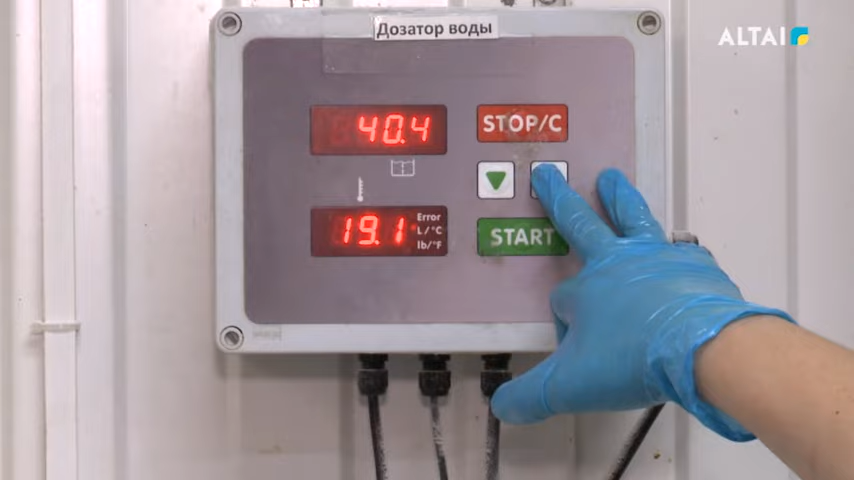 Дозатор воды
ALTAI
40.4
STOP/C
19.1
Error
L/°C
lb/°F
START